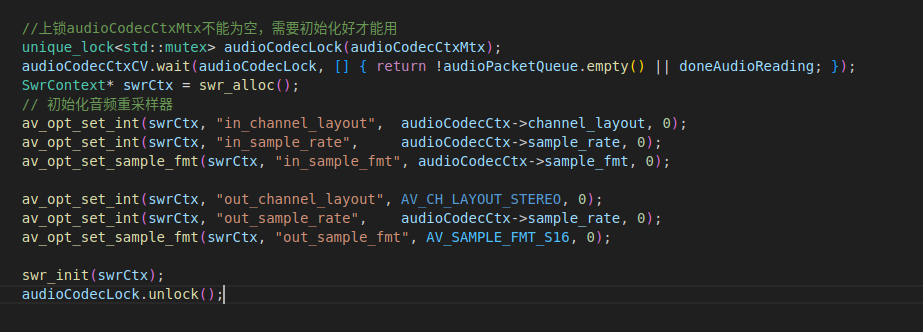 //上锁audioCodecCtxMtx不能为空，需要初始化好才能用
unique_lock<std::mutex> audioCodecLock(audioCodecCtxMtx);
audioCodecCtxCV.wait(audioCodecLock, [] { return !audioPacketQueue.empty() || doneAudioReading; });
SwrContext* swrCtx = swr_alloc();
// 初始化音频重采样器
av_opt_set_int(swrCtx, "in_channel_layout",  audioCodecCtx->channel_layout, 0);
av_opt_set_int(swrCtx, "in_sample_rate",     audioCodecCtx->sample_rate, 0);
av_opt_set_sample_fmt(swrCtx, "in_sample_fmt", audioCodecCtx->sample_fmt, 0);
av_opt_set_int(swrCtx, "out_channel_layout", AV_CH_LAYOUT_STEREO, 0);
av_opt_set_int(swrCtx, "out_sample_rate",    audioCodecCtx->sample_rate, 0);
av_opt_set_sample_fmt(swrCtx, "out_sample_fmt", AV_SAMPLE_FMT_S16, 0);
swr_init(swrCtx);
audioCodecLock.unlock();